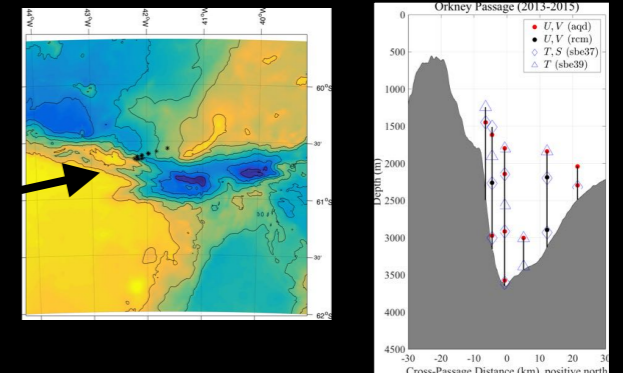 44°W
43°W
42°W
41°W
40°W
60°S
30'
61°S
30'
62°S
Orkney Passage (2013-2015)
U, V (aqd)
U, V (rcm)
T, S (sbe37)
T (sbe39)
Depth (m)
0
500
1000
1500
2000
2500
3000
3500
4000
4500
-30 -20 -10 0 10 20 30
Cross-Passage Distance (km), positive north